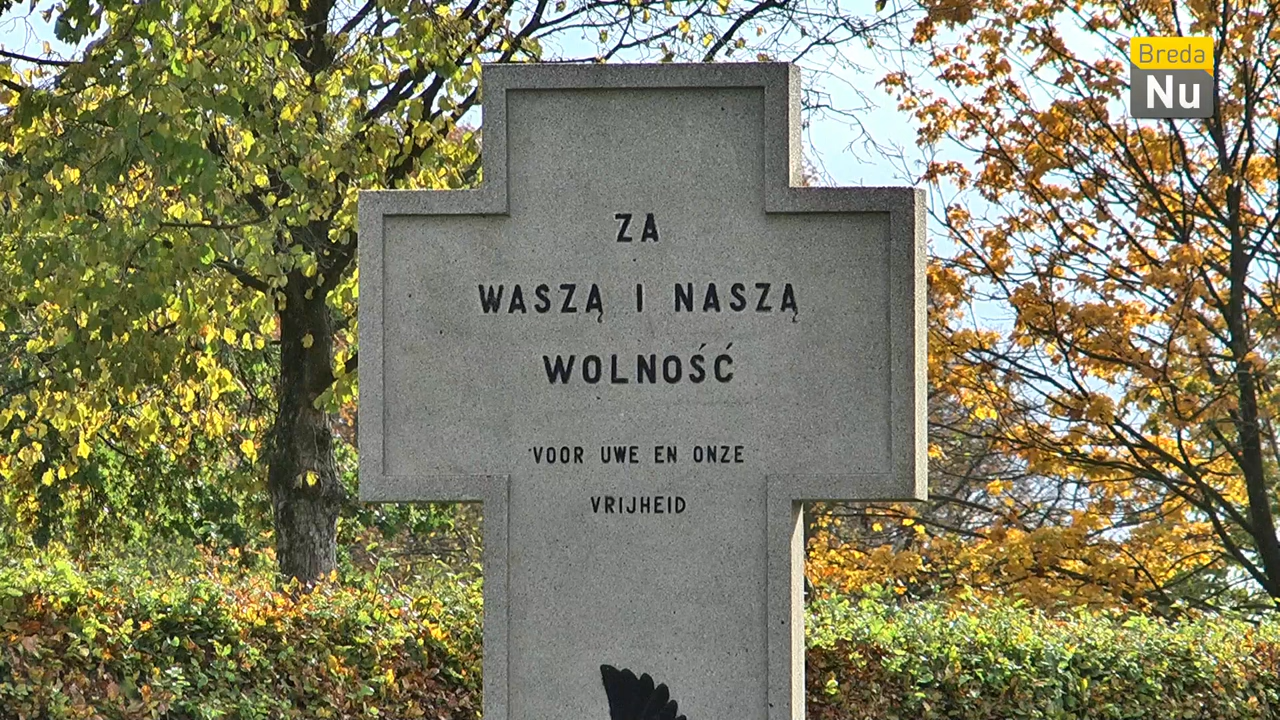 Breda
Nu
ZA
WASZĄ I NASZĄ
WOLNOŚĆ
VOOR UWE EN ONZE
VRIJHEID